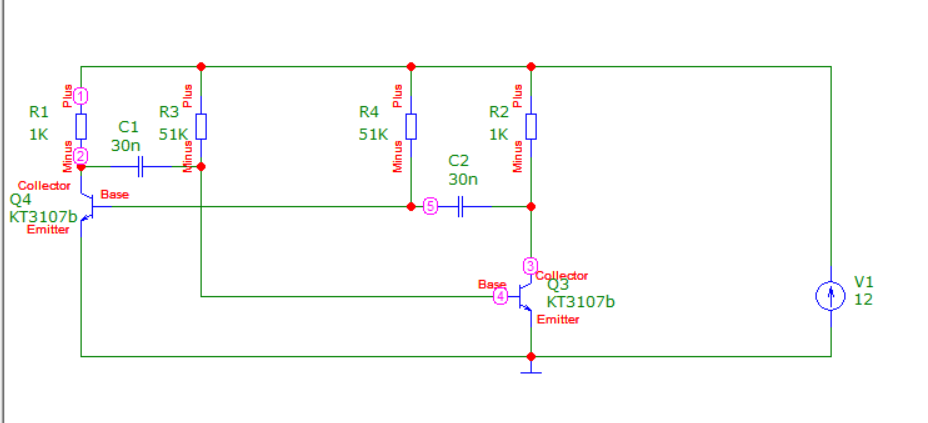 Plus
1
R1
1K
Minus
2
C1
30n
R3
51K
Plus
Minus
R4
51K
Plus
Minus
R2
1K
Plus
Minus
C2
30n
5
Collector
Q4
KT3107b
Base
Emitter
3
Collector
Base
4
Q3
KT3107b
Emitter
V1
12